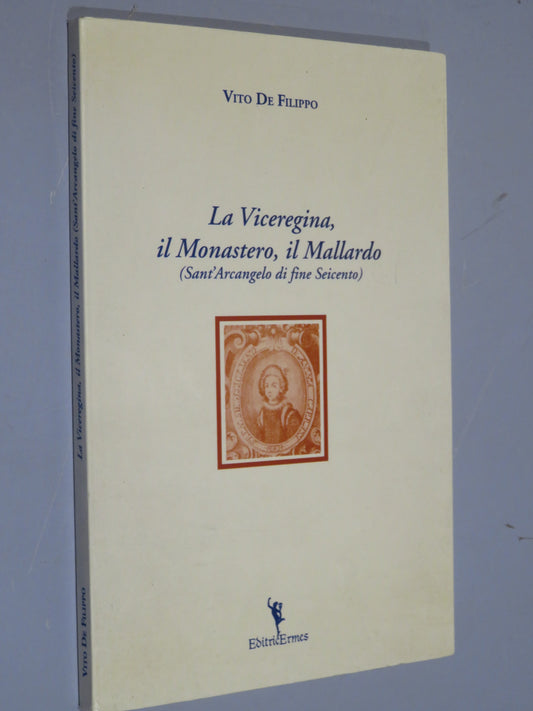 VITO DE FILIPPO
La Viceregina,
il Monastero, il Mallardo
(Sant'Arcangelo di fine Seicento)
EditricErmes
VITO DE FILIPPO
La Viceregina, il Monastero, il Mallardo (Sant'Arcangelo di fine Seicento)